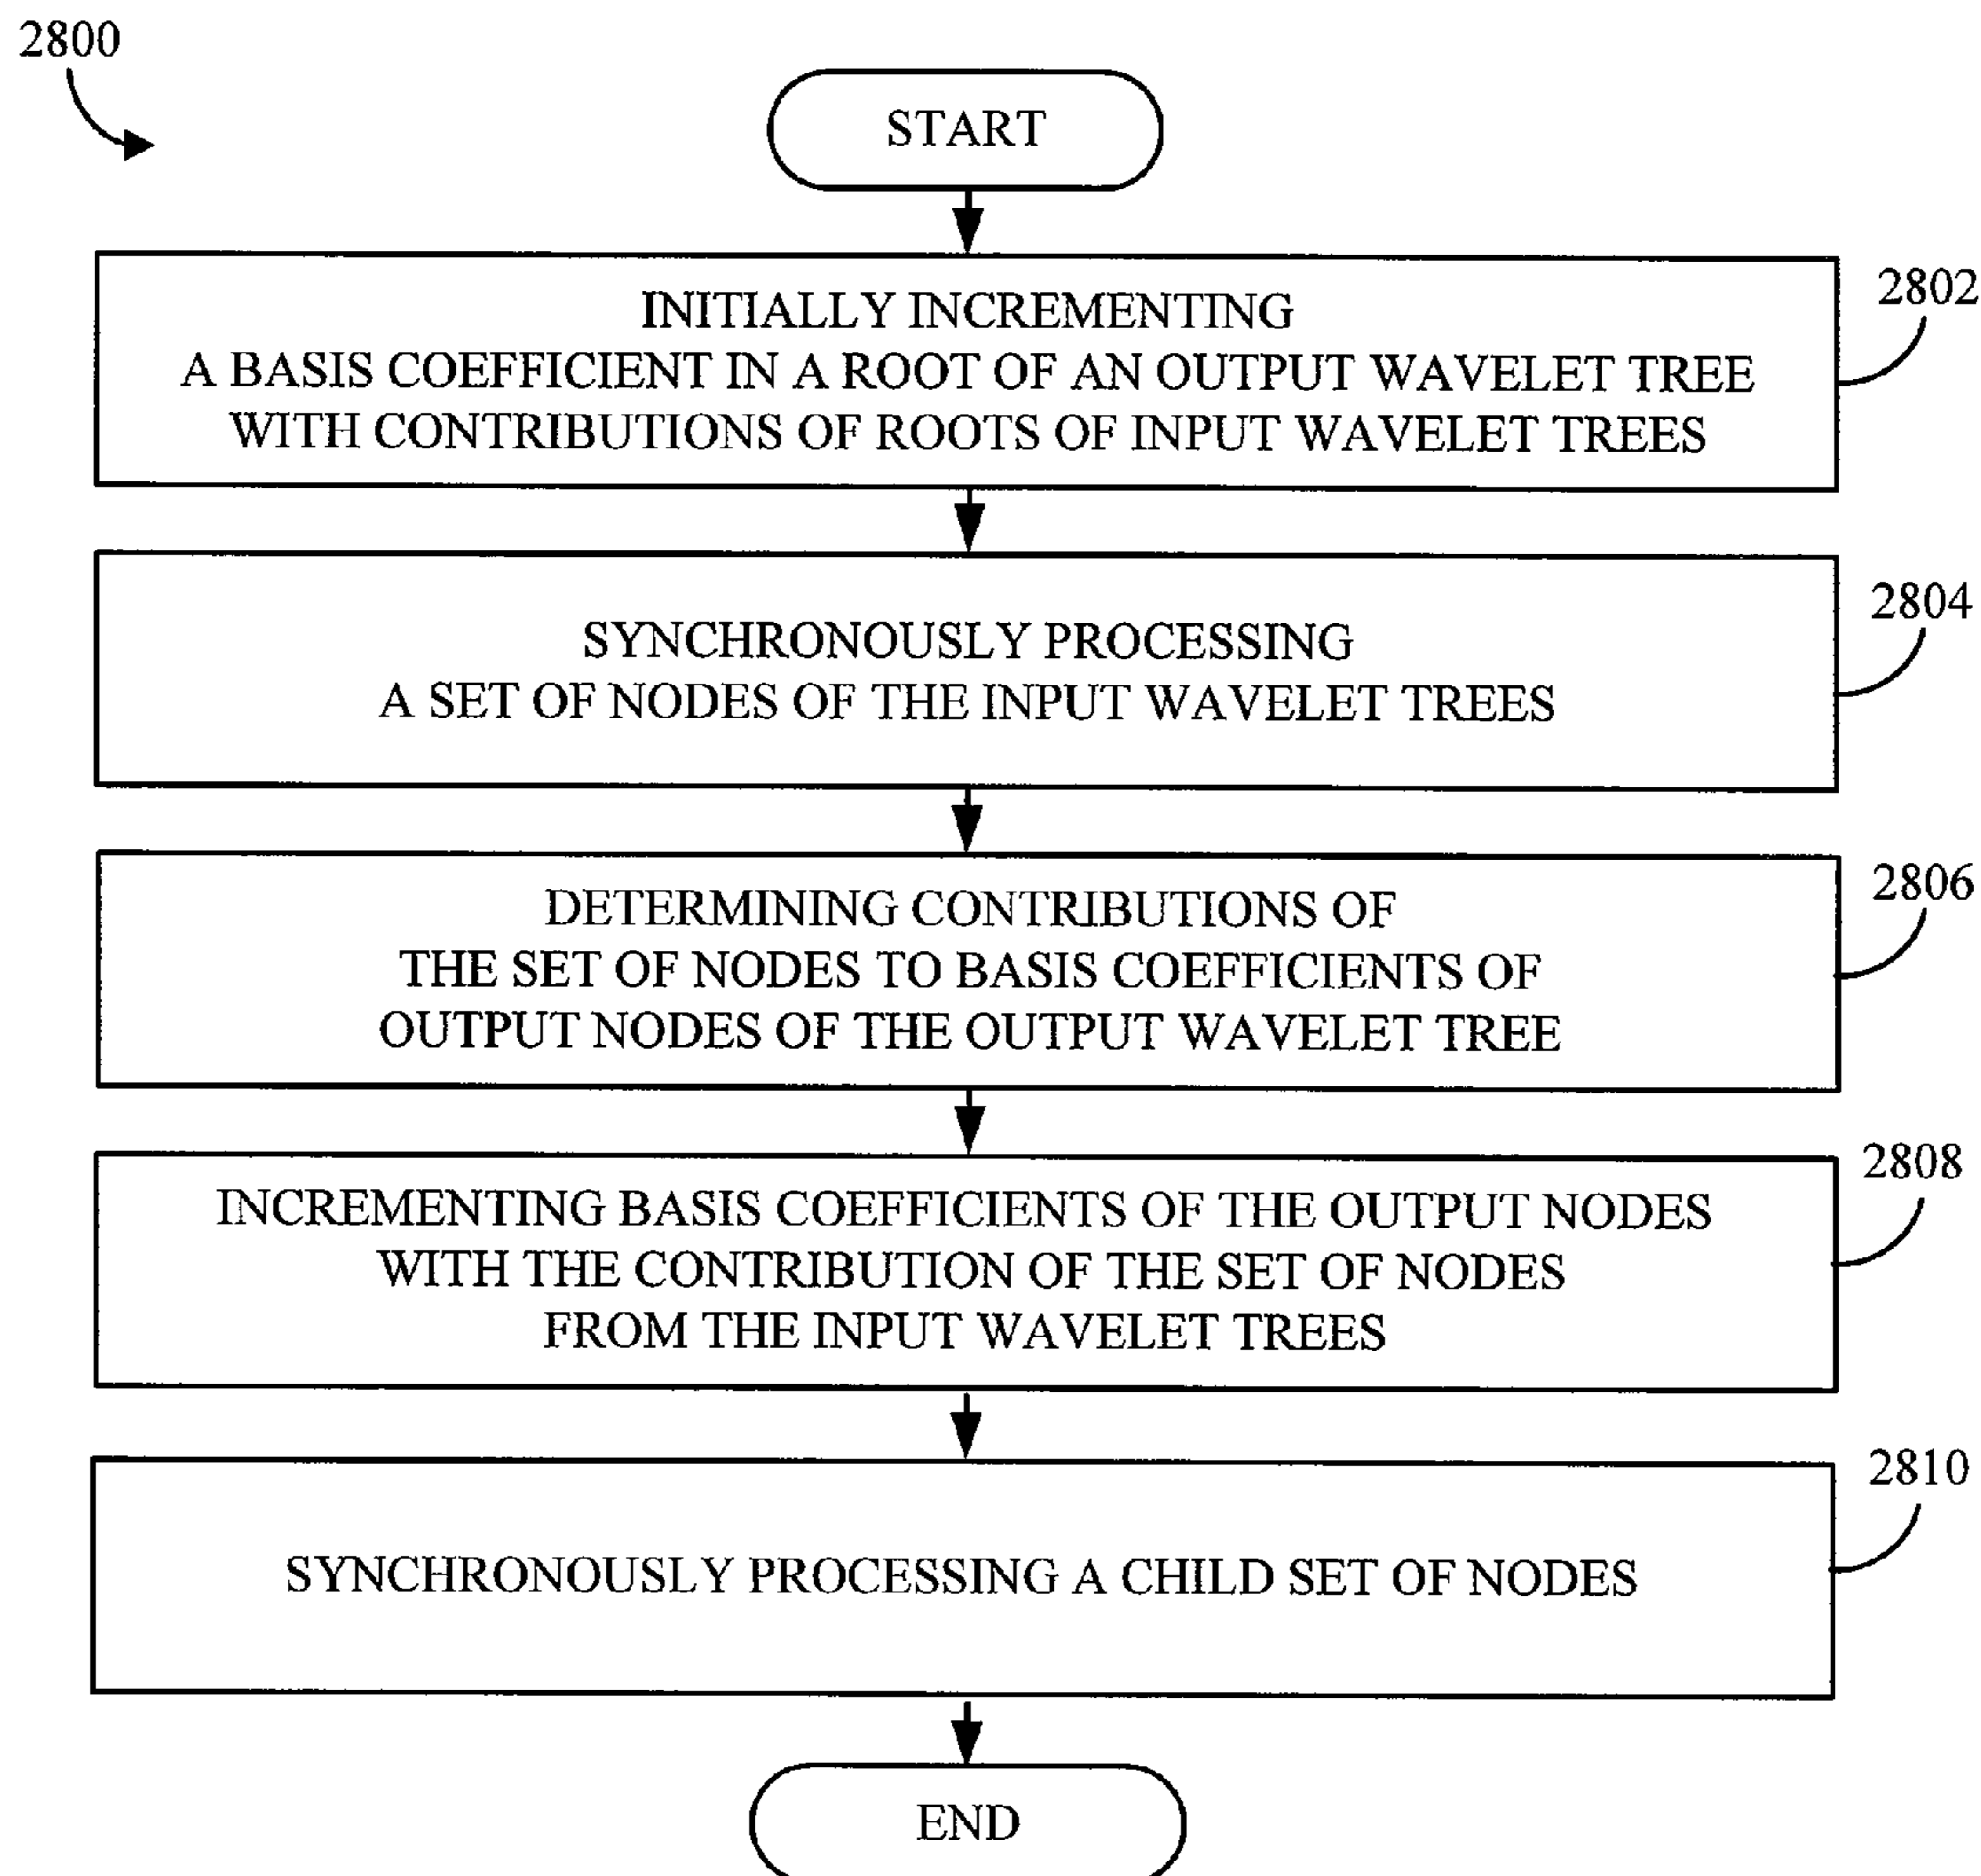 2800
START
INITIALLY INCREMENTING
A BASIS COEFFICIENT IN A ROOT OF AN OUTPUT WAVELET TREE
WITH CONTRIBUTIONS OF ROOTS OF INPUT WAVELET TREES
2802
SYNCHRONOUSLY PROCESSING
A SET OF NODES OF THE INPUT WAVELET TREES
2804
DETERMINING CONTRIBUTIONS OF
THE SET OF NODES TO BASIS COEFFICIENTS OF
OUTPUT NODES OF THE OUTPUT WAVELET TREE
2806
INCREMENTING BASIS COEFFICIENTS OF THE OUTPUT NODES
WITH THE CONTRIBUTION OF THE SET OF NODES
FROM THE INPUT WAVELET TREES
2808
SYNCHRONOUSLY PROCESSING A CHILD SET OF NODES
2810
END